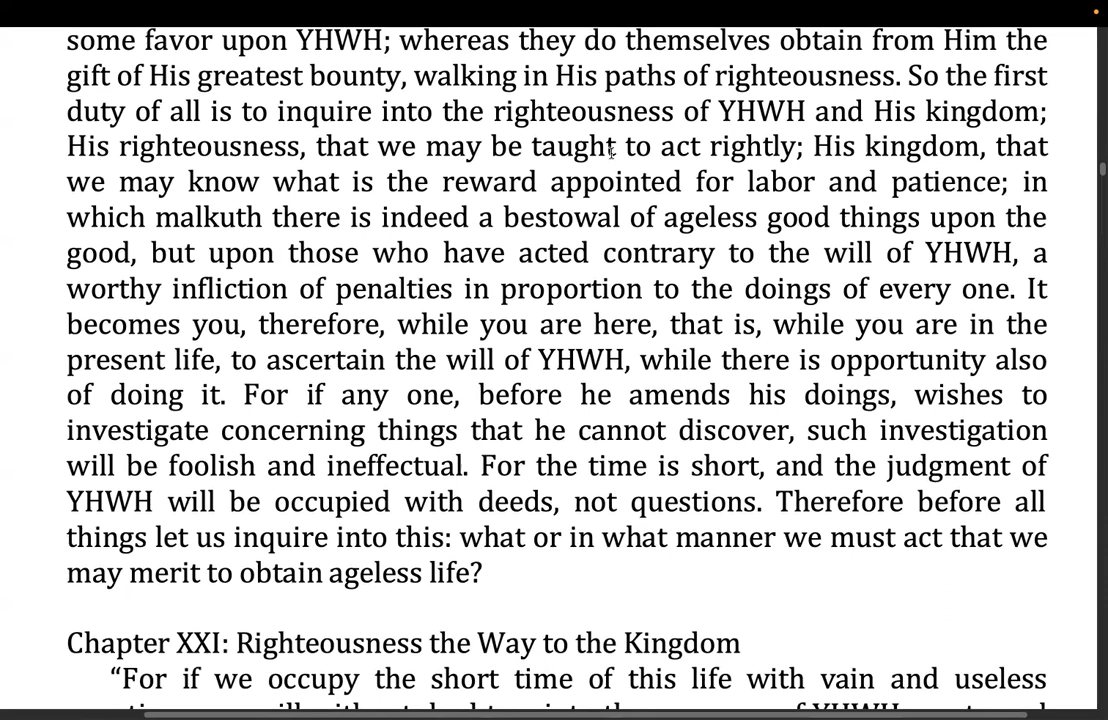 some favor upon YHWH; whereas they do themselves obtain from Him the
gift of His greatest bounty, walking in His paths of righteousness. So the first
duty of all is to inquire into the righteousness of YHWH and His kingdom;
His righteousness, that we may be taught to act rightly; His kingdom, that
we may know what is the reward appointed for labor and patience; in
which malkuth there is indeed a bestowal of ageless good things upon the
good, but upon those who have acted contrary to the will of YHWH, a
worthy infliction of penalties in proportion to the doings of every one. It
becomes you, therefore, while you are here, that is, while you are in the
present life, to ascertain the will of YHWH, while there is opportunity also
of doing it. For if any one, before he amends his doings, wishes to
investigate concerning things that he cannot discover, such investigation
will be foolish and ineffectual. For the time is short, and the judgment of
YHWH will be occupied with deeds, not questions. Therefore before all
things let us inquire into this: what or in what manner we must act that we
may merit to obtain ageless life?
Chapter XXI: Righteousness the Way to the Kingdom
“For if we occupy the short time of this life with vain and useless